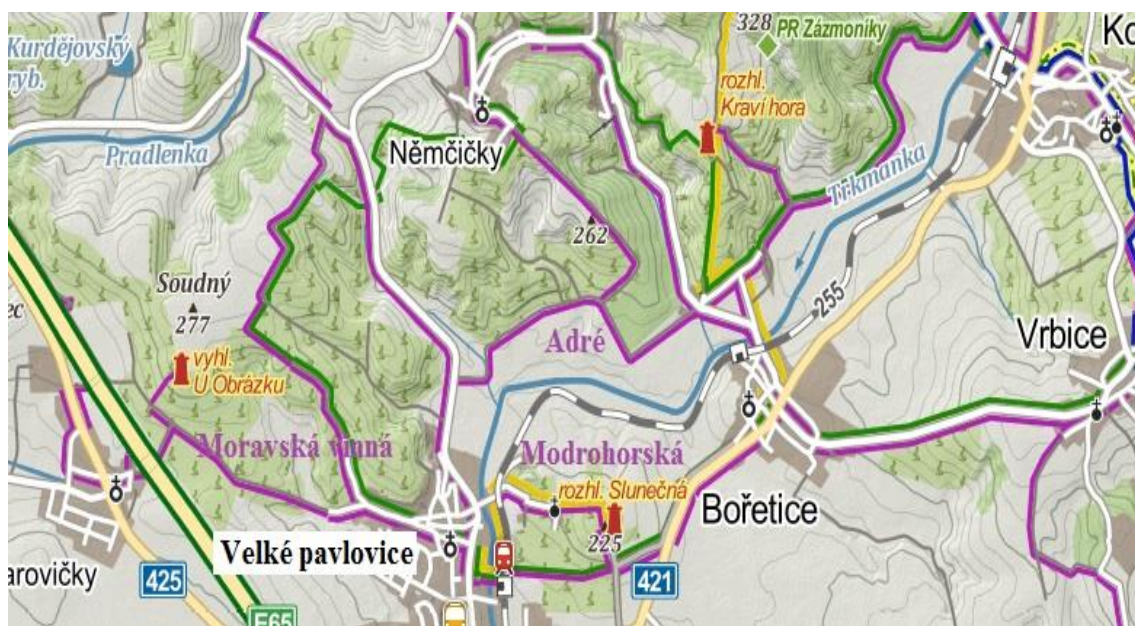 328
PR Zázmoníky
Kurdějovský
ryb.
rozhl.
Kraví hora
Pradlenka
Němčičky
Trkmanka
262
Soudný
277
255
Adré
Vrbice
vyhl.
U Obrázku
Moravská vinná
Modrohorská
rozhl. Slunečná
Bořetice
225
Velké pavlovice
arovičky
425
421
E65